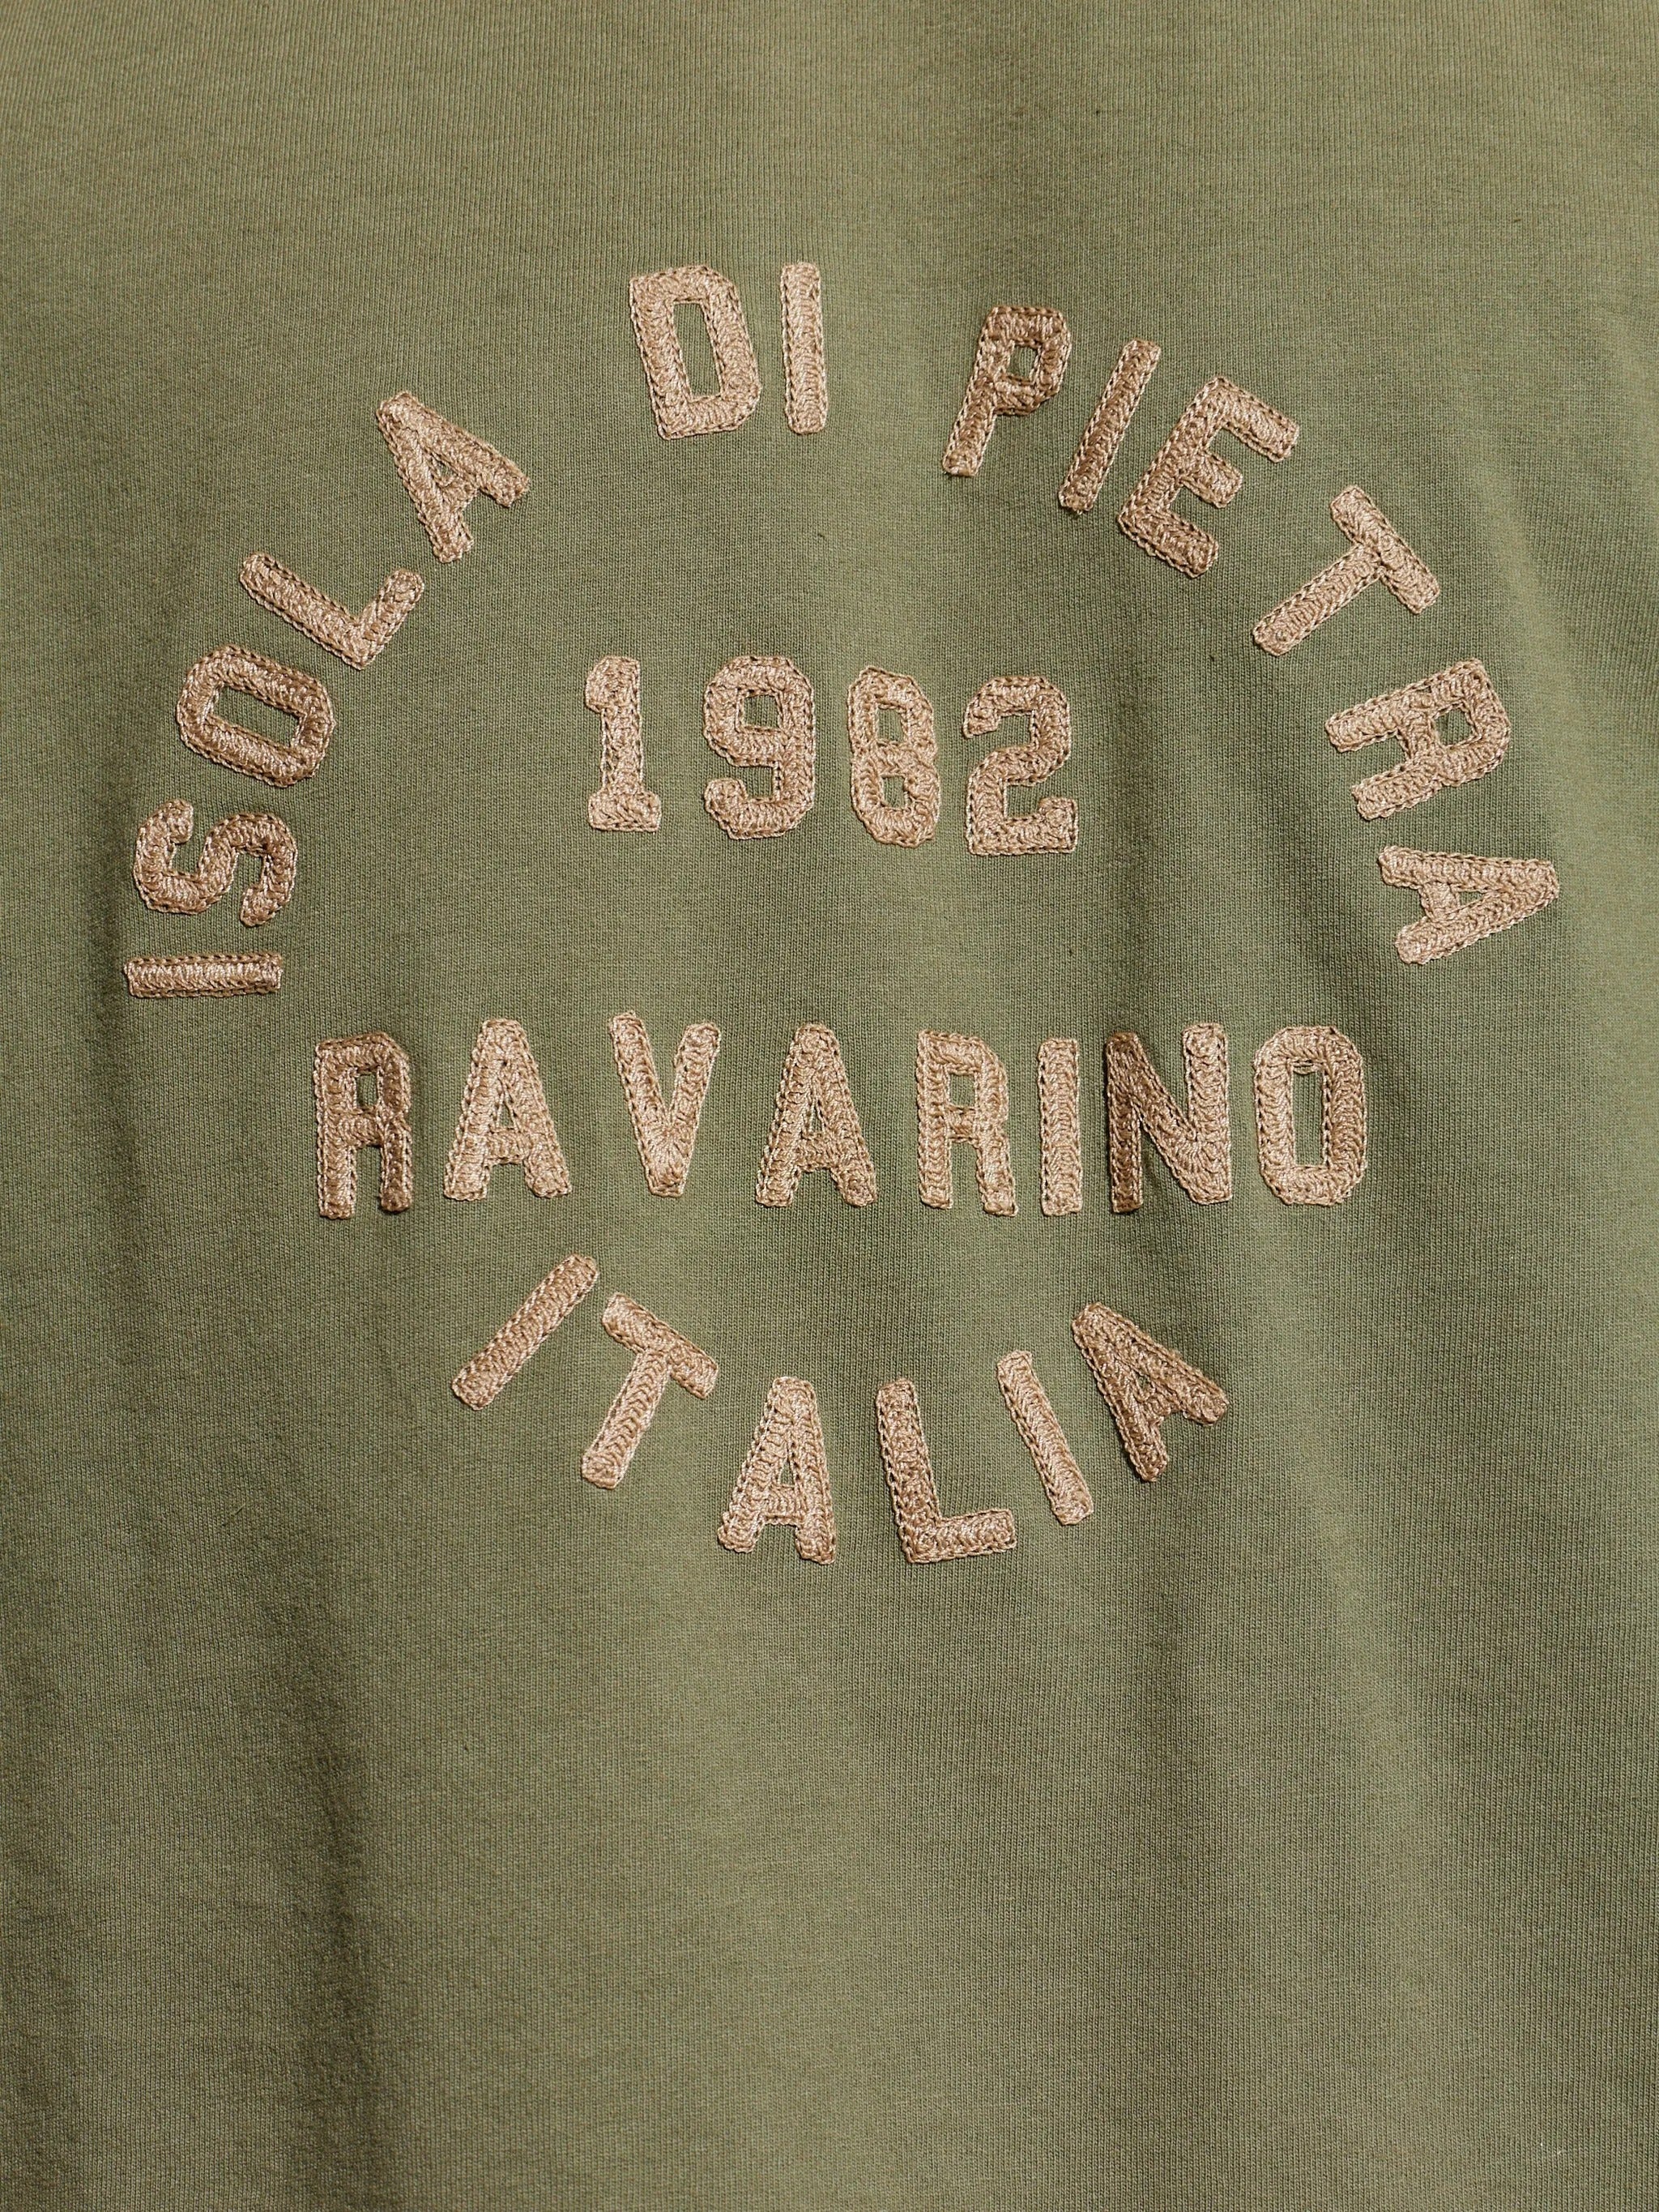 ISOLA DI PIETRA
1982
RAVARINO
ITALIA